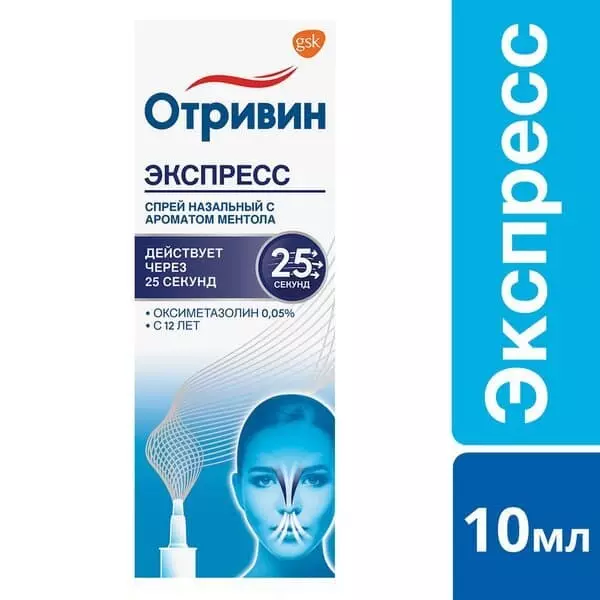 gsk
Отривин
ЭКСПРЕСС
СПРЕЙ НАЗАЛЬНЫЙ С
АРОМАТОМ МЕНТОЛА
ДЕЙСТВУЕТ
ЧЕРЕЗ
25 СЕКУНД
25
СЕКУНД
• ОКСИМЕТАЗОЛИН 0,05%
• С 12 ЛЕТ
Экспресс
10мл